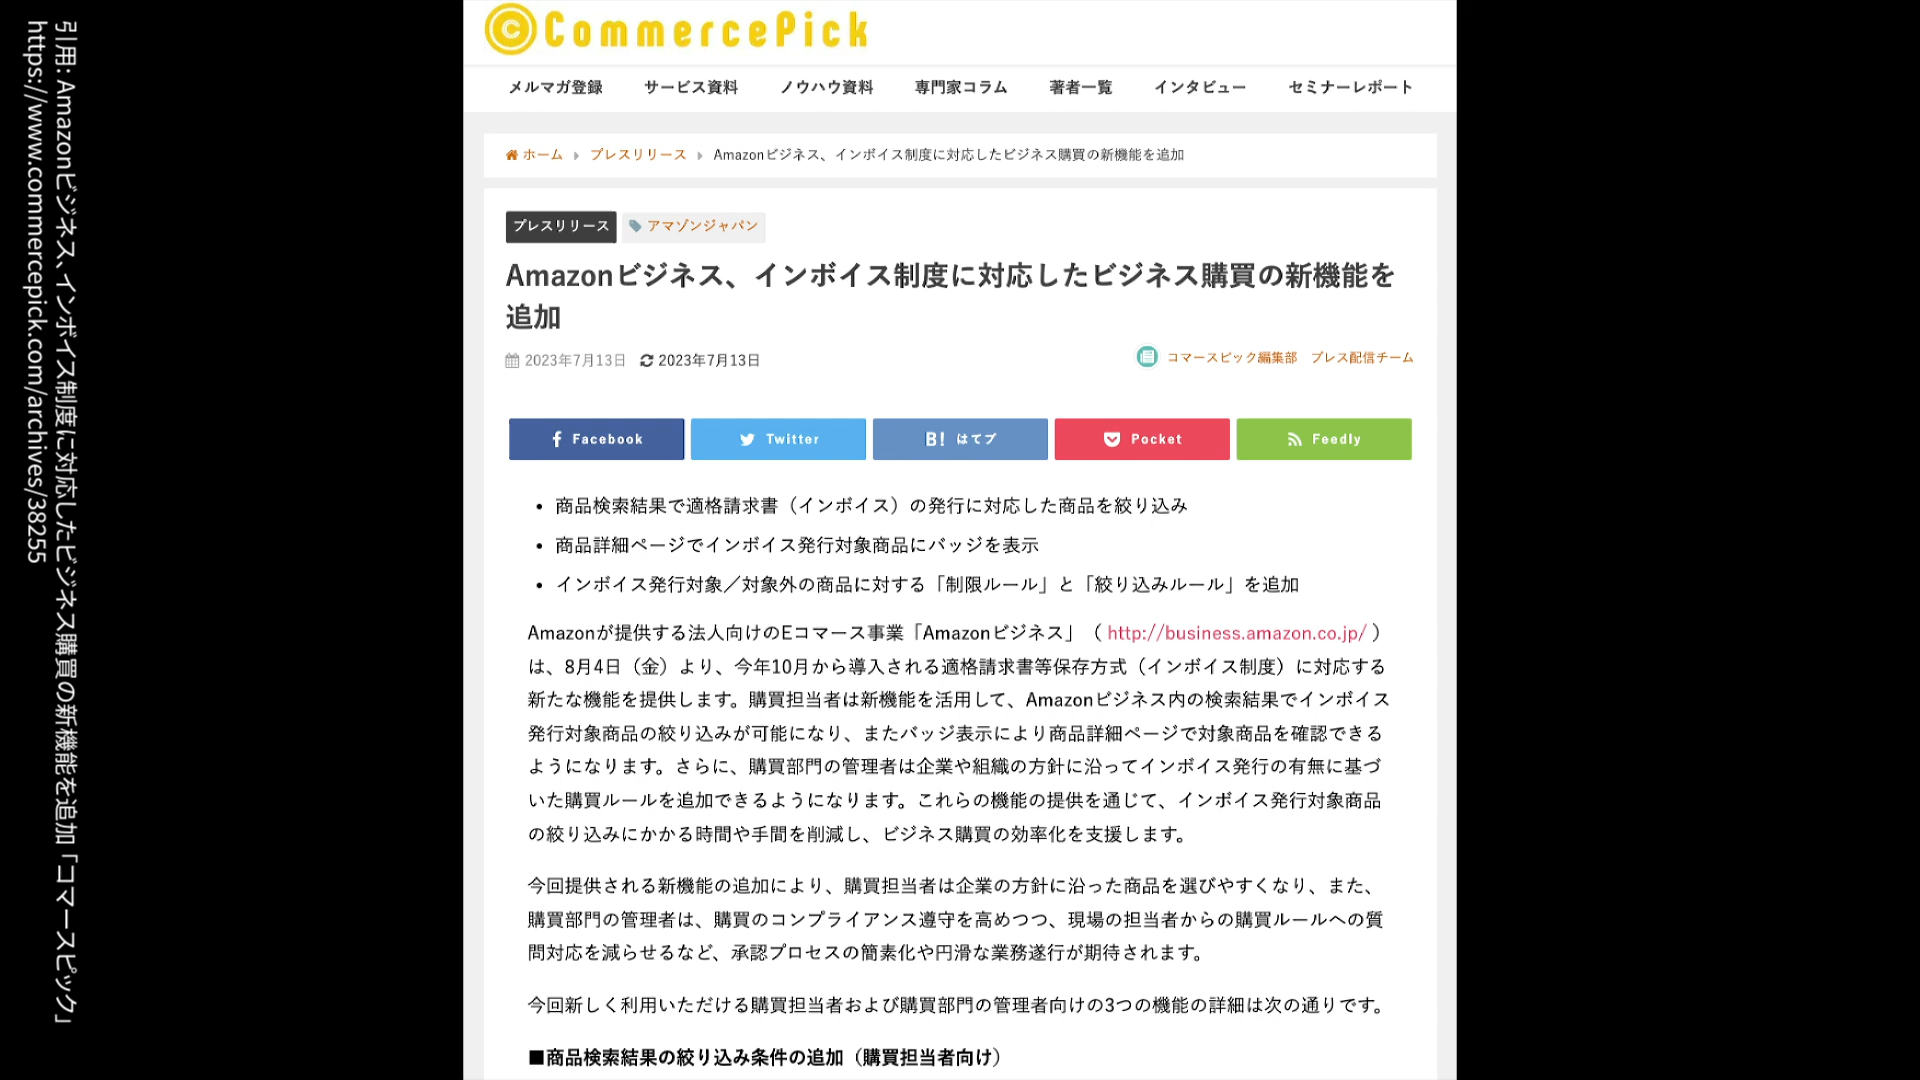 引用: Amazonビジネス、インボイス制度に対応したビジネス購買の新機能を追加「コマースピック」
https://www.commercepick.com/archives/38255
CommercePick
メルマガ登録 サービス資料 ノウハウ資料 専門家コラム 著者一覧 インタビュー セミナーレポート
ホーム プレスリリース Amazonビジネス、インボイス制度に対応したビジネス購買の新機能を追加
プレスリリース アマゾンジャパン
Amazonビジネス、インボイス制度に対応したビジネス購買の新機能を
追加
2023年7月13日 2023年7月13日 コマースピック編集部 プレス配信チーム
Facebook Twitter B! はてブ Pocket Feedly
• 商品検索結果で適格請求書（インボイス）の発行に対応した商品を絞り込み
• 商品詳細ページでインボイス発行対象商品にバッジを表示
• インボイス発行対象／対象外の商品に対する「制限ルール」と「絞り込みルール」を追加
Amazonが提供する法人向けのEコマース事業「Amazonビジネス」（ http://business.amazon.co.jp/ ）
は、8月4日（金）より、今年10月から導入される適格請求書等保存方式（インボイス制度）に対応する
新たな機能を提供します。購買担当者は新機能を活用して、Amazonビジネス内の検索結果でインボイス
発行対象商品の絞り込みが可能になり、またバッジ表示により商品詳細ページで対象商品を確認できる
ようになります。さらに、購買部門の管理者は企業や組織の方針に沿ってインボイス発行の有無に基づ
いた購買ルールを追加できるようになります。これらの機能の提供を通じて、インボイス発行対象商品
の絞り込みにかかる時間や手間を削減し、ビジネス購買の効率化を支援します。
今回提供される新機能の追加により、購買担当者は企業の方針に沿った商品を選びやすくなり、また、
購買部門の管理者は、購買のコンプライアンス遵守を高めつつ、現場の担当者からの購買ルールへの質
問対応を減らせるなど、承認プロセスの簡素化や円滑な業務遂行が期待されます。
今回新しく利用いただける購買担当者および購買部門の管理者向けの3つの機能の詳細は次の通りです。
■商品検索結果の絞り込み条件の追加（購買担当者向け）